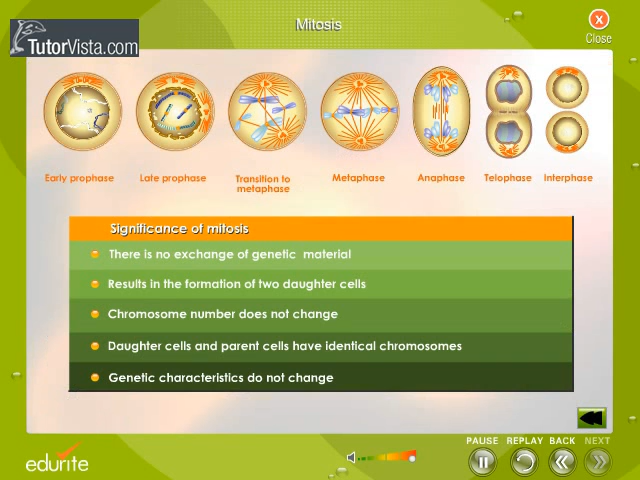 Mitosis
X
Close
TutorVista.com
Early prophase
Late prophase
Transition to
metaphase
Metaphase
Anaphase
Telophase
Interphase
Significance of mitosis
There is no exchange of genetic material
Results in the formation of two daughter cells
Chromosome number does not change
Daughter cells and parent cells have identical chromosomes
Genetic characteristics do not change
PAUSE REPLAY BACK NEXT
edurite